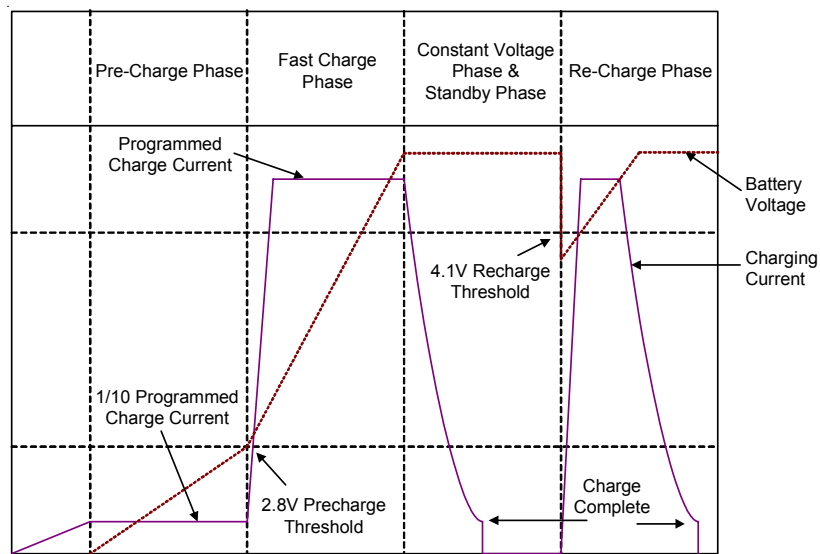 Pre-Charge Phase
Fast Charge
Phase
Constant Voltage
Phase &
Standby Phase
Re-Charge Phase
Programmed
Charge Current
Battery
Voltage
4.1V Recharge
Threshold
Charging
Current
1/10 Programmed
Charge Current
2.8V Precharge
Threshold
Charge
Complete